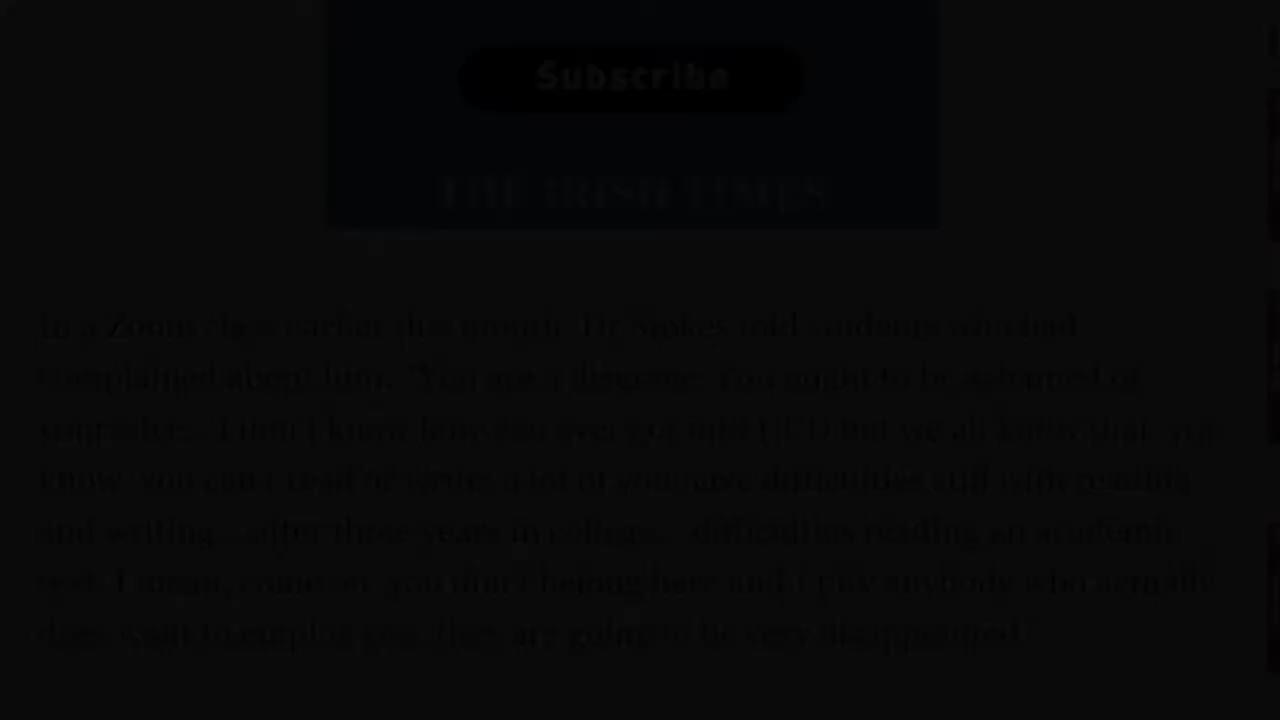 Subscribe
THE IRISH TIMES
In a Zoom class earlier this month, Dr Stokes told students who had
complained about him: "You are a disgrace. You ought to be ashamed of
yourselves... I don't know how you ever got into UCD but we all know that, you
know, you can't read or write, a lot of you have difficulties still with reading
and writing... after three years in college... difficulties reading an academic
text. I mean, come on, you don't belong here and I pity anybody who actually
does want to employ you, they are going to be very disappointed.